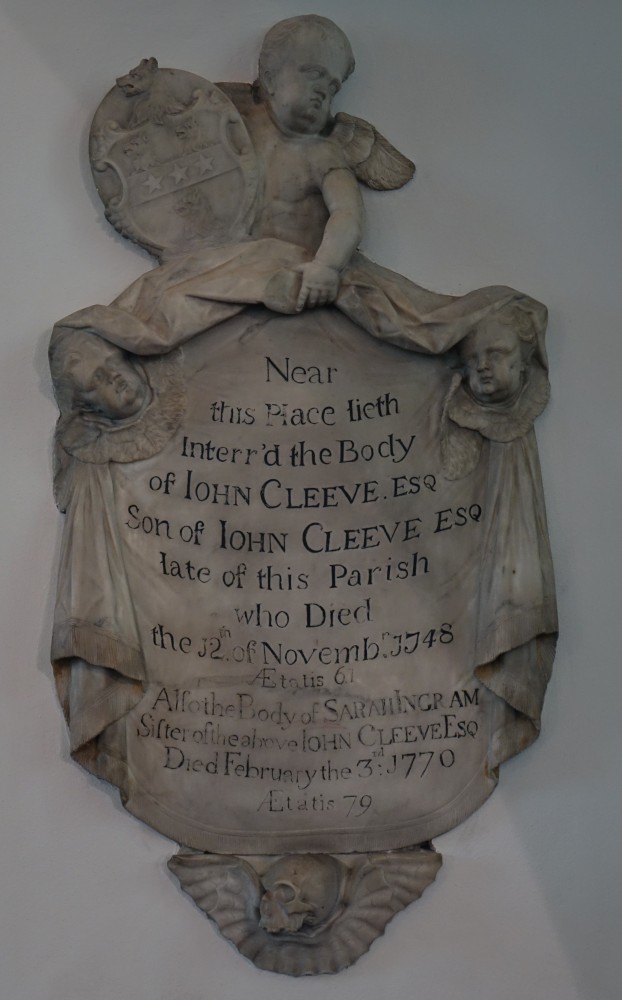 Near
this Place lieth
Interr'd the Body
of IOHN CLEEVE. ESQ
Son of IOHN CLEEVE ESQ
late of this Parish
who Died
the 12.th of Novembr. 1748
Ætatis 61
Alſo the Body of SARAH INGRAM
Siſter of the above IOHN CLEEVE ESQ
Died February the 3rd: 1770
Ætatis 79